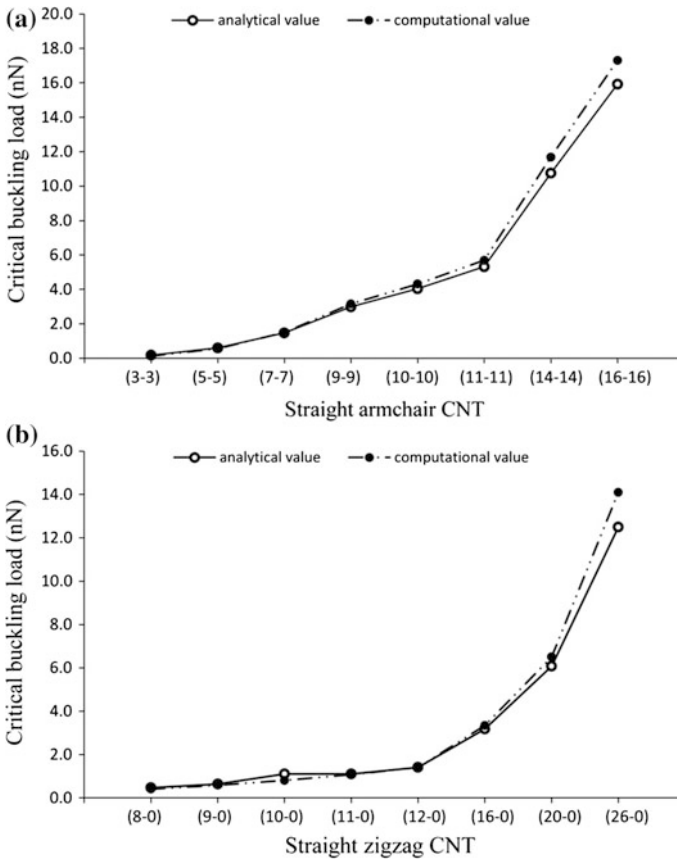 (a)
analytical value
computational value
20.0
18.0
16.0
14.0
12.0
10.0
8.0
6.0
4.0
2.0
0.0
Critical buckling load (nN)
(3-3) (5-5) (7-7) (9-9) (10-10) (11-11) (14-14) (16-16)
Straight armchair CNT
(b)
analytical value
computational value
16.0
14.0
12.0
10.0
8.0
6.0
4.0
2.0
0.0
Critical buckling load (nN)
(8-0) (9-0) (10-0) (11-0) (12-0) (16-0) (20-0) (26-0)
Straight zigzag CNT